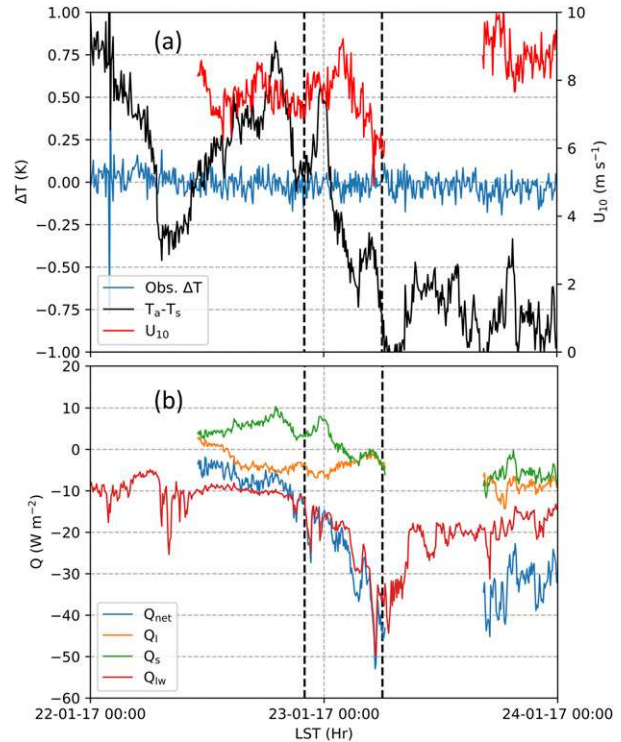 (a)
1.00
0.75
0.50
0.25
0.00
−0.25
−0.50
−0.75
−1.00
ΔT (K)
10
8
6
4
2
0
U10 (m s−1)
Obs. ΔT
Ta-Ts
U10
(b)
20
10
0
−10
−20
−30
−40
−50
−60
Q (W m−2)
Qnet
Ql
Qs
Qlw
22-01-17 00:00 23-01-17 00:00 24-01-17 00:00
LST (Hr)